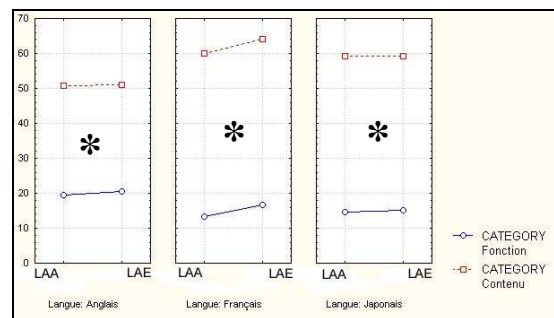 70
60
50
40
30
20
10
0
* * *
LAA LAE LAA LAE LAA LAE
Langue: Anglais Langue: Français Langue: Japonais
CATEGORY
Fonction
CATEGORY
Contenu